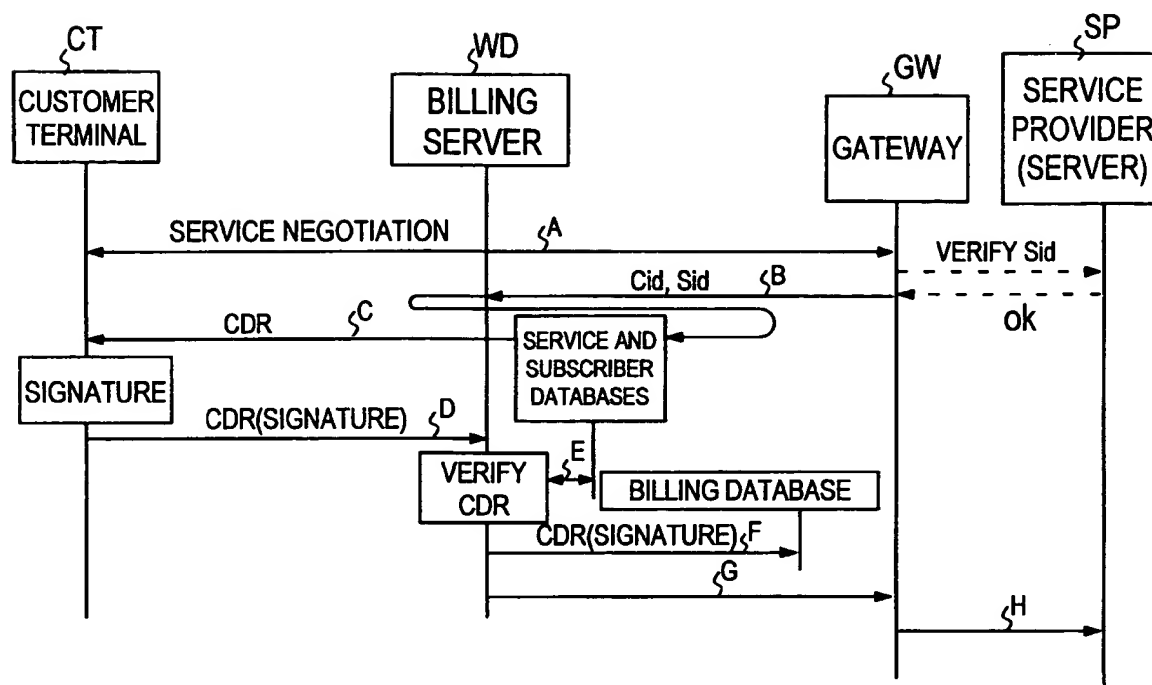 CT
WD
GW
SP
CUSTOMER
TERMINAL
BILLING
SERVER
GATEWAY
SERVICE
PROVIDER
(SERVER)
SERVICE NEGOTIATION
A
VERIFY Sid
Cid, Sid
B
ok
CDR
C
SERVICE AND
SUBSCRIBER
DATABASES
SIGNATURE
CDR(SIGNATURE)
D
VERIFY
CDR
E
BILLING DATABASE
CDR(SIGNATURE)
F
G
H